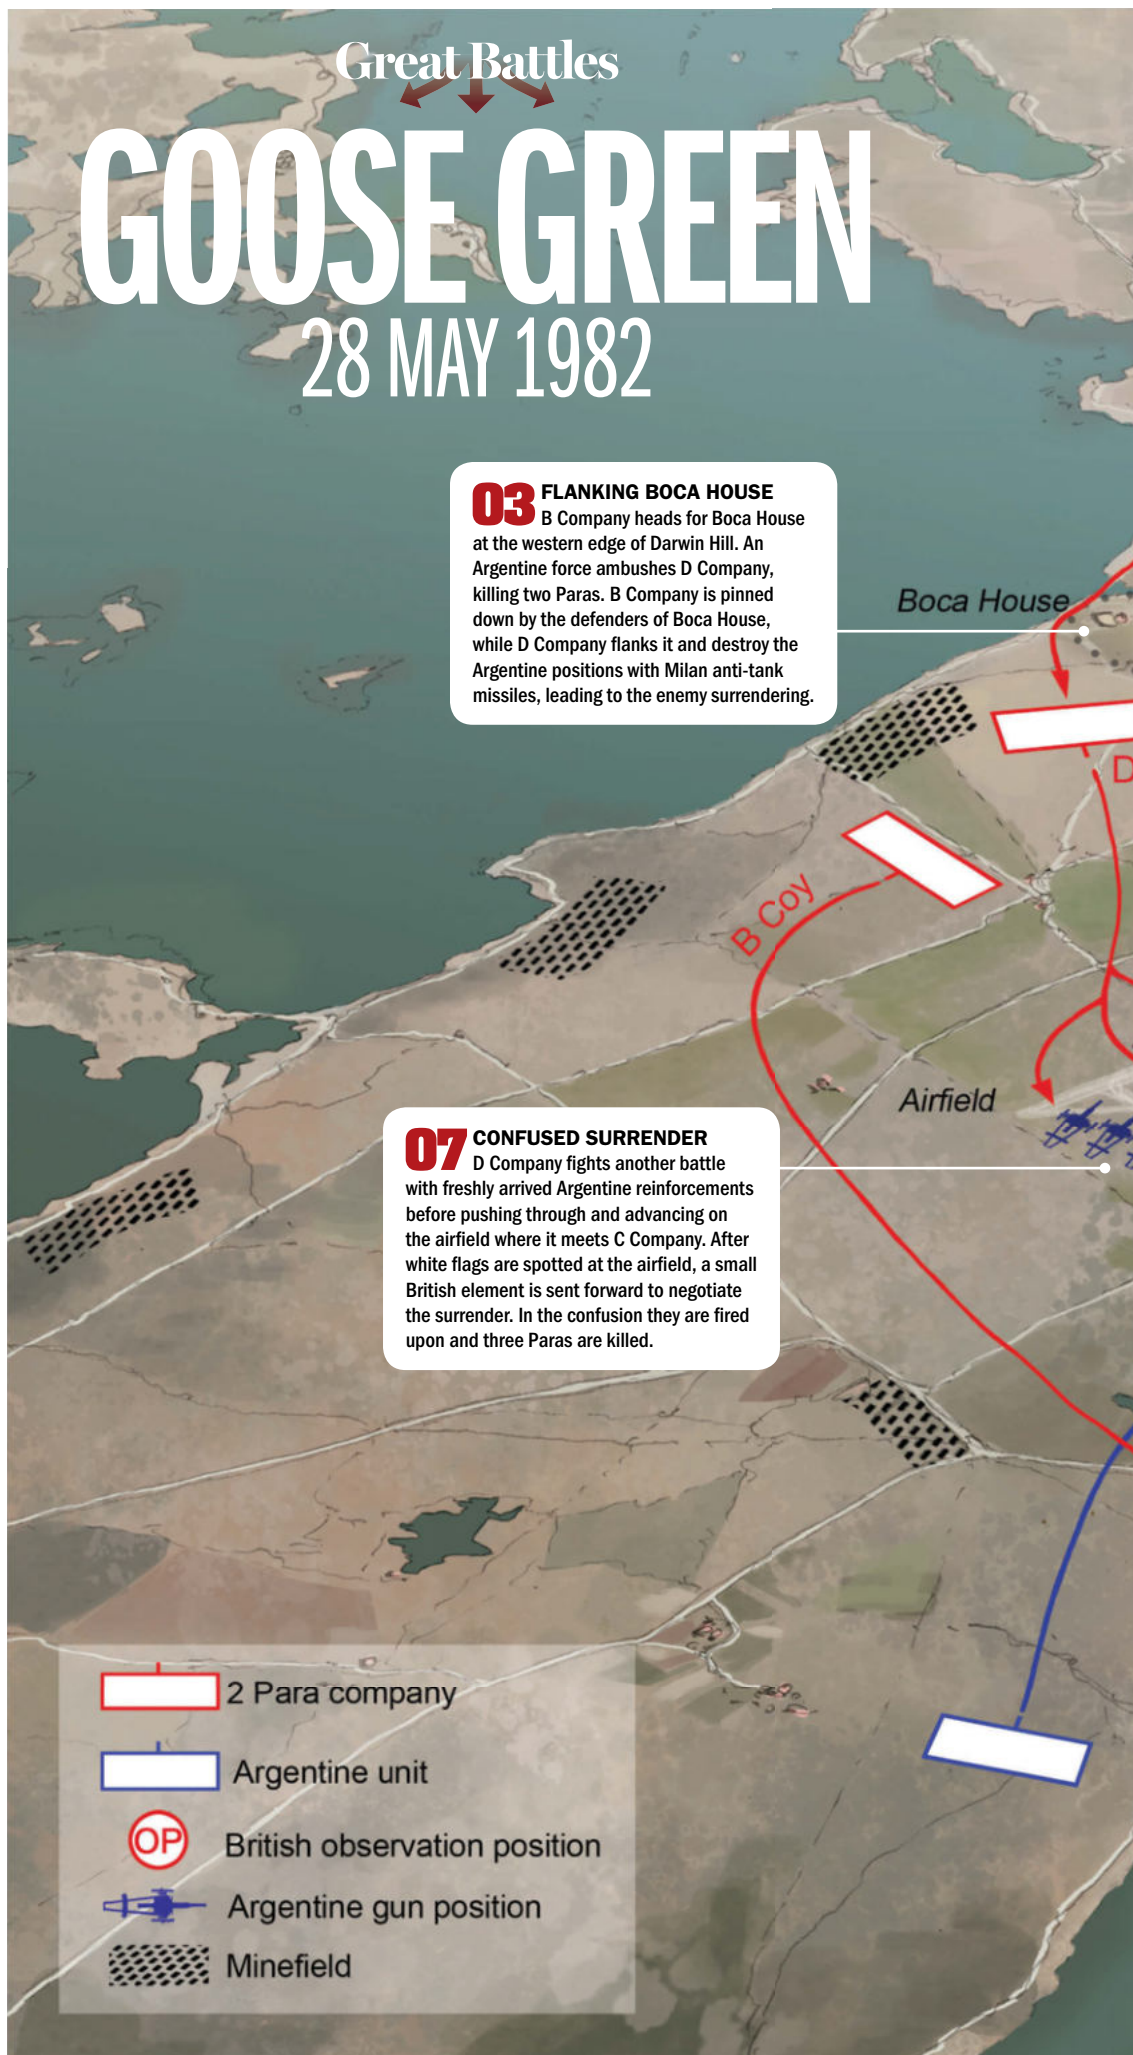 Great Battles
GOOSE GREEN
28 MAY 1982
03 FLANKING BOCA HOUSE
B Company heads for Boca House
at the western edge of Darwin Hill. An
Argentine force ambushes D Company,
killing two Paras. B Company is pinned
down by the defenders of Boca House,
while D Company flanks it and destroy the
Argentine positions with Milan anti-tank
missiles, leading to the enemy surrendering.
Boca House
D
B Coy
Airfield
07 CONFUSED SURRENDER
D Company fights another battle
with freshly arrived Argentine reinforcements
before pushing through and advancing on
the airfield where it meets C Company. After
white flags are spotted at the airfield, a small
British element is sent forward to negotiate
the surrender. In the confusion they are fired
upon and three Paras are killed.
2 Para company
Argentine unit
OP British observation position
Argentine gun position
Minefield